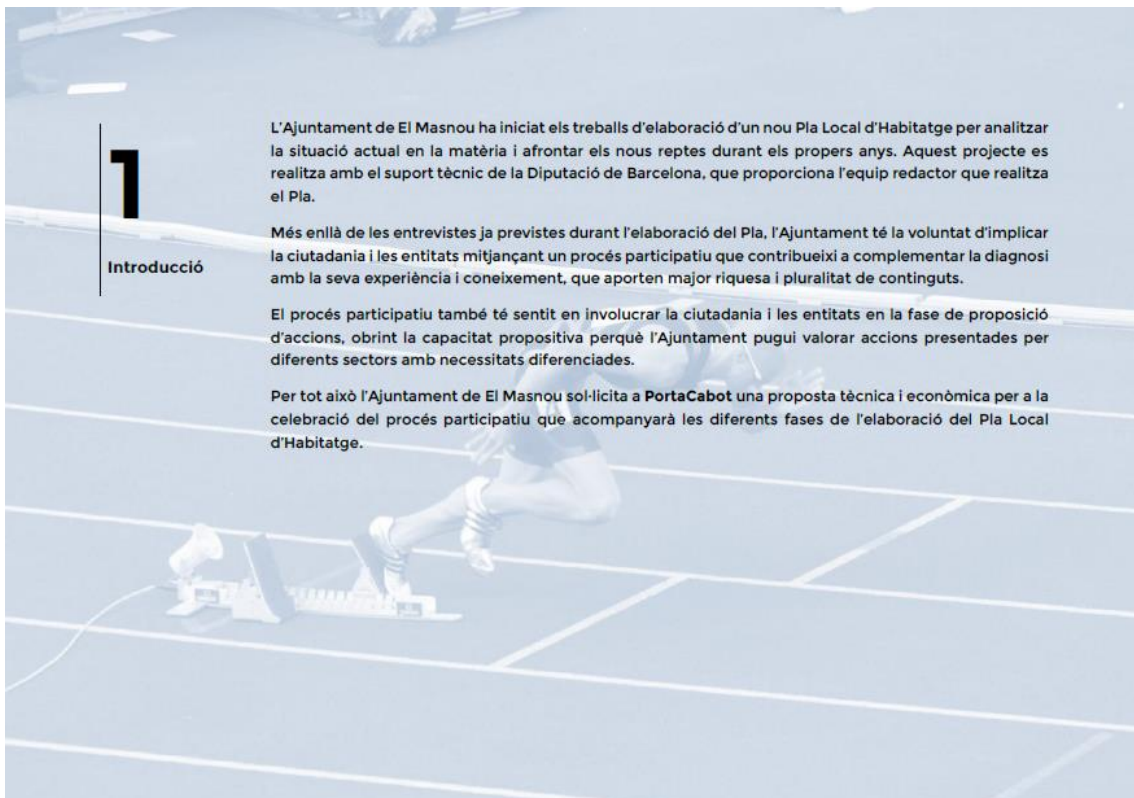 1
Introducció
L'Ajuntament de El Masnou ha iniciat els treballs d'elaboració d'un nou Pla Local d'Habitatge per analitzar
la situació actual en la matèria i afrontar els nous reptes durant els propers anys. Aquest projecte es
realitza amb el suport tècnic de la Diputació de Barcelona, que proporciona l'equip redactor que realitza
el Pla.
Més enllà de les entrevistes ja previstes durant l'elaboració del Pla, l'Ajuntament té la voluntat d'implicar
la ciutadania i les entitats mitjançant un procés participatiu que contribueixi a complementar la diagnosi
amb la seva experiència i coneixement, que aporten major riquesa i pluralitat de continguts.
El procés participatiu també té sentit en involucrar la ciutadania i les entitats en la fase de proposició
d'accions, obrint la capacitat propositiva perquè l'Ajuntament pugui valorar accions presentades per
diferents sectors amb necessitats diferenciades.
Per tot això l'Ajuntament de El Masnou sol·licita a PortaCabot una proposta tècnica i econòmica per a la
celebració del procés participatiu que acompanyarà les diferents fases de l'elaboració del Pla Local
d'Habitatge.